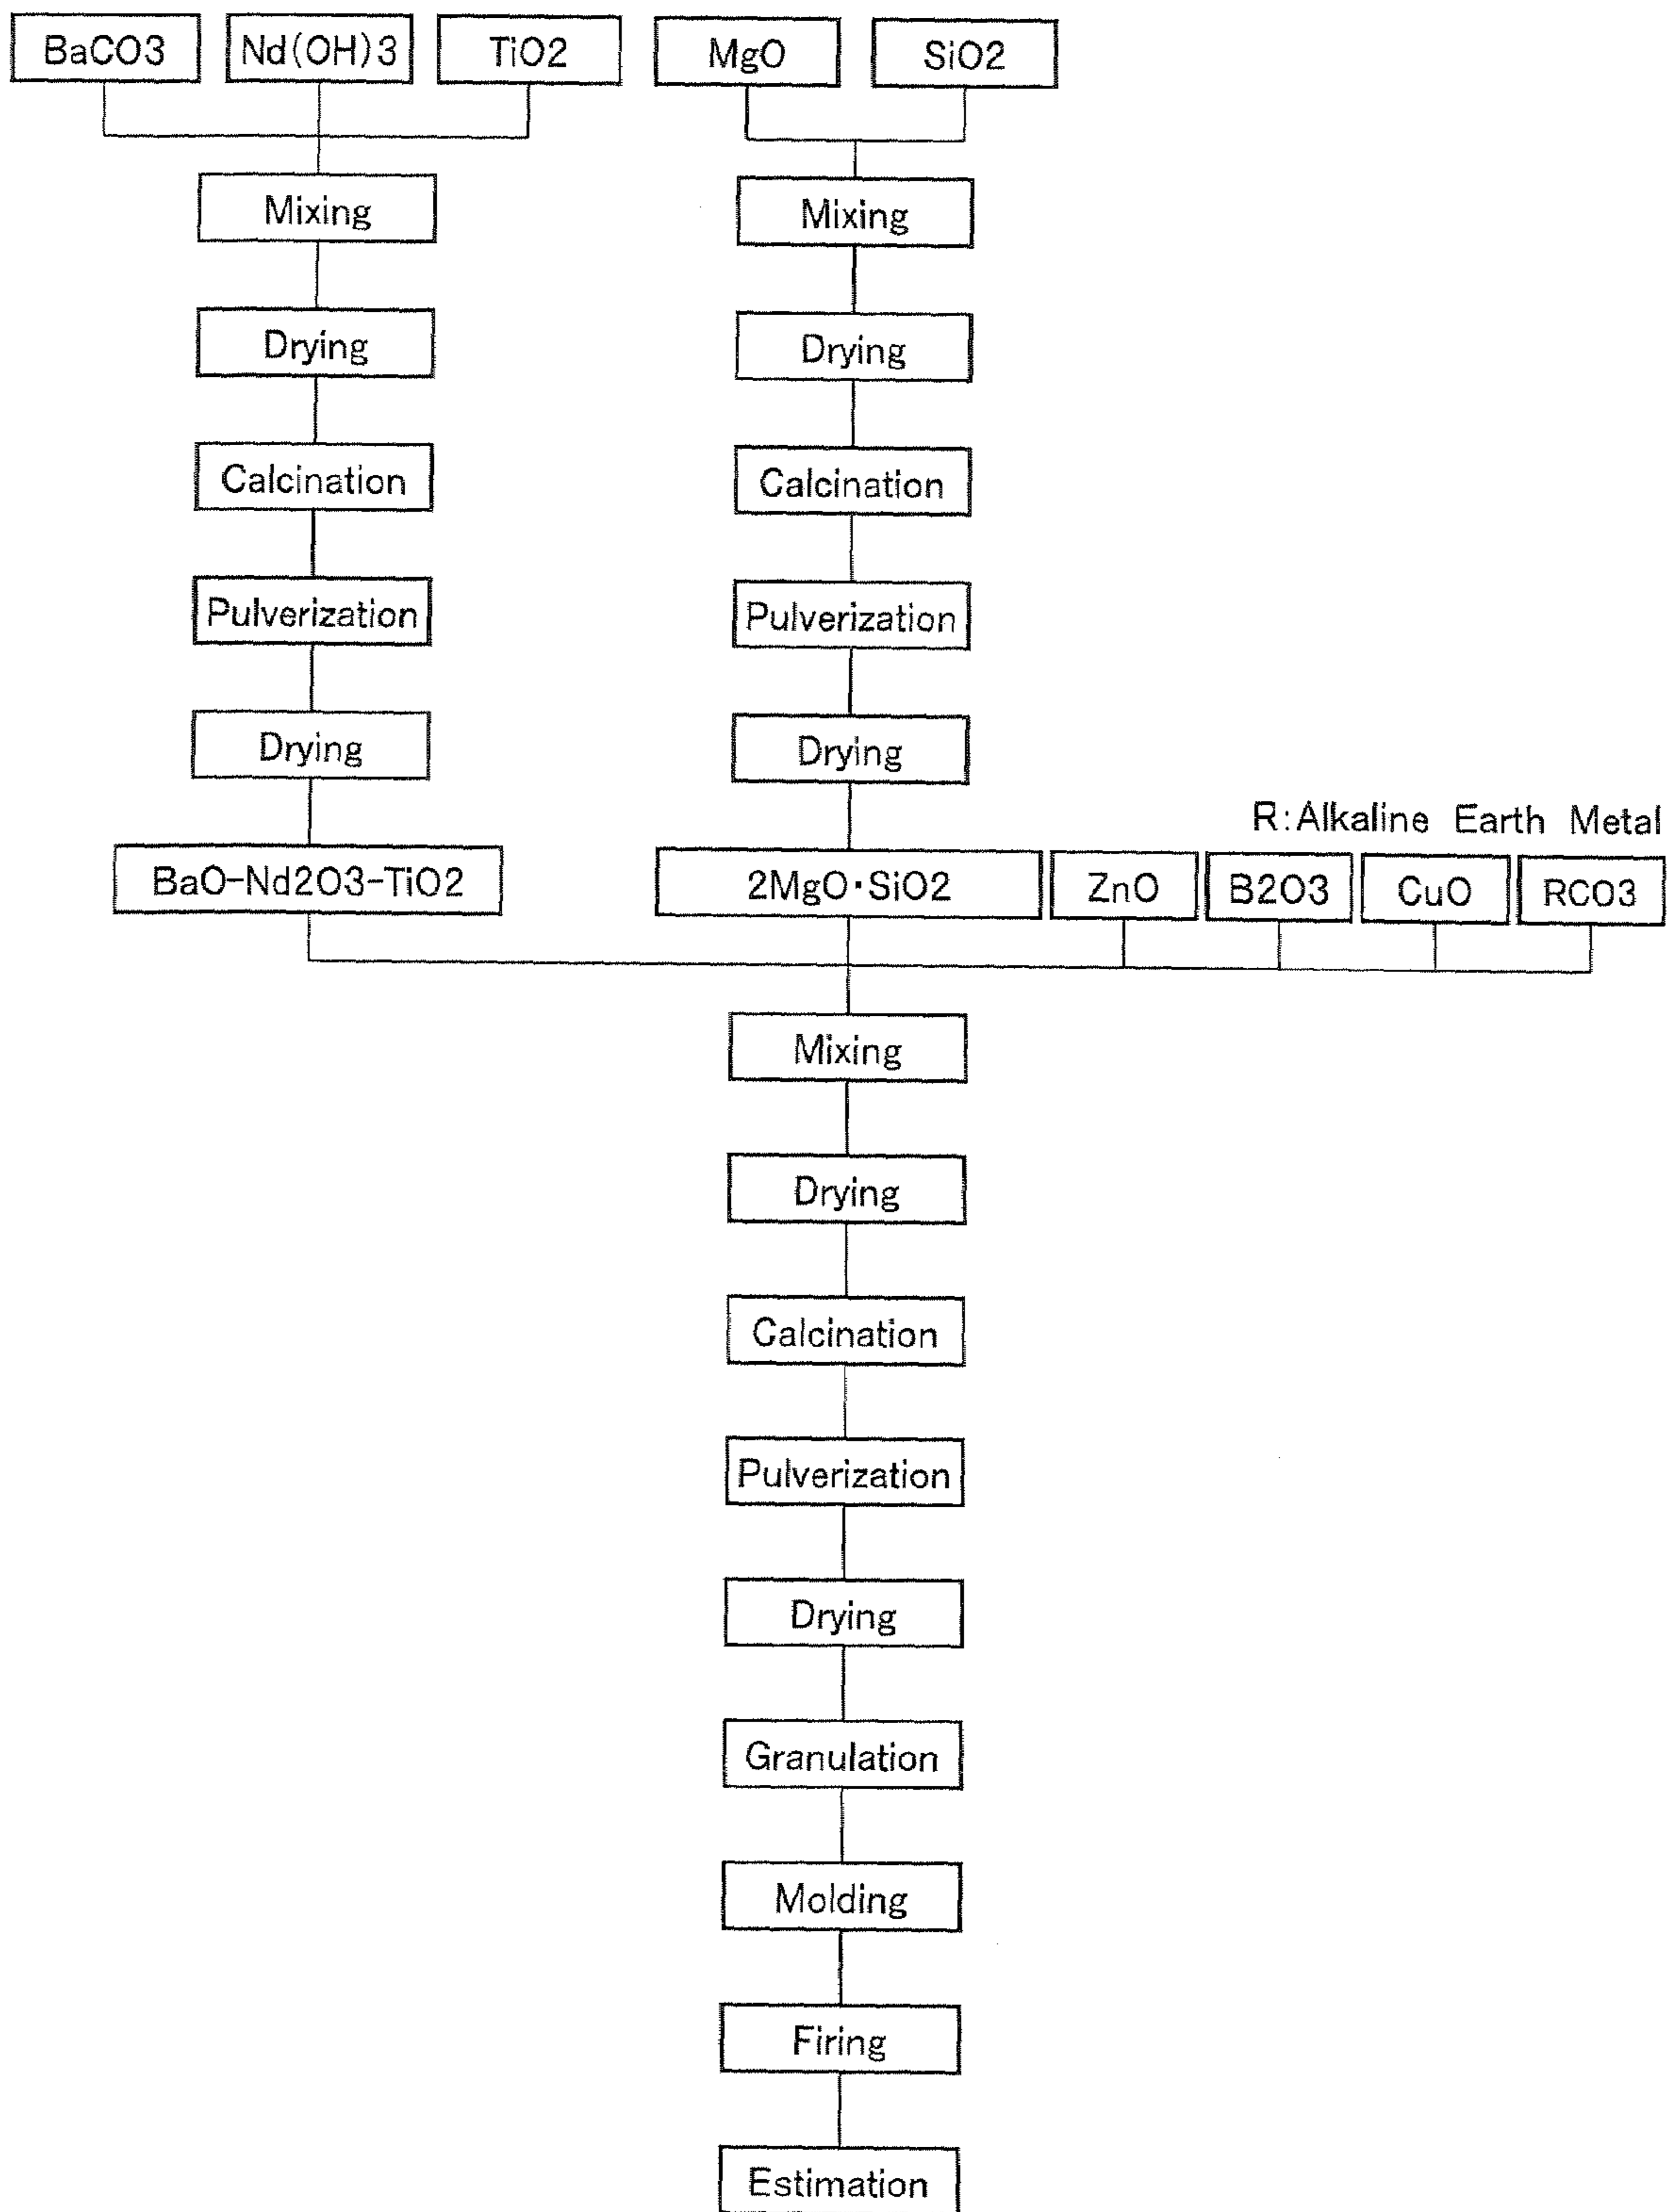 BaCO3
Nd(OH)3
TiO2
MgO
SiO2
Mixing
Drying
Calcination
Pulverization
Drying
BaO-Nd2O3-TiO2
Mixing
Drying
Calcination
Pulverization
Drying
2MgO・SiO2
R:Alkaline Earth Metal
ZnO
B2O3
CuO
RCO3
Mixing
Drying
Calcination
Pulverization
Drying
Granulation
Molding
Firing
Estimation